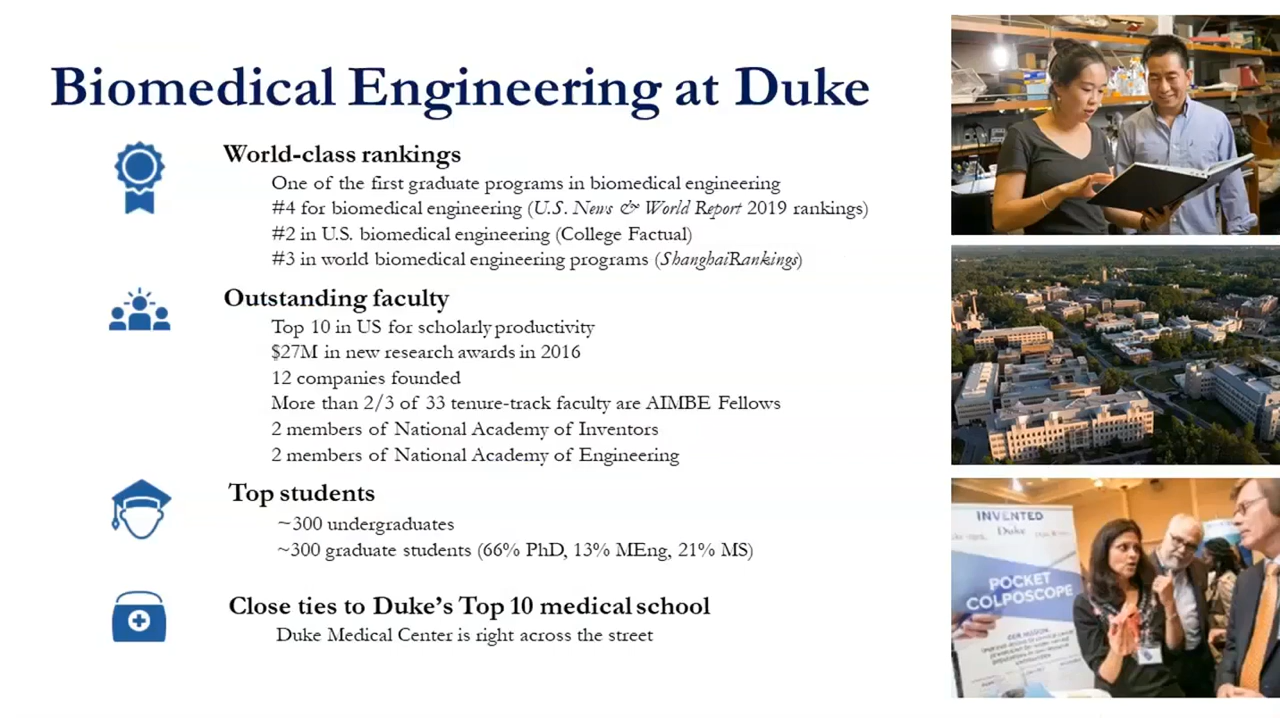 Biomedical Engineering at Duke
World-class rankings
One of the first graduate programs in biomedical engineering
#4 for biomedical engineering (U.S. News & World Report 2019 rankings)
#2 in U.S. biomedical engineering (College Factual)
#3 in world biomedical engineering programs (ShanghaiRankings)
Outstanding faculty
Top 10 in US for scholarly productivity
$27M in new research awards in 2016
12 companies founded
More than 2/3 of 33 tenure-track faculty are AIMBE Fellows
2 members of National Academy of Inventors
2 members of National Academy of Engineering
Top students
~300 undergraduates
~300 graduate students (66% PhD, 13% MEng, 21% MS)
Close ties to Duke's Top 10 medical school
Duke Medical Center is right across the street
INVENTED
Duke
POCKET
COLPOSCOPE